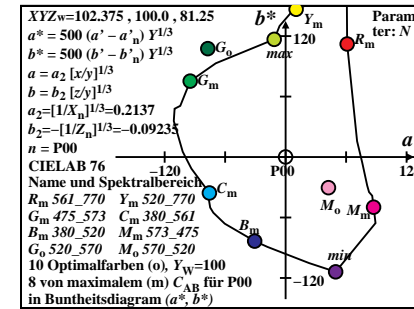 XYZw=102.375, 100.0, 81.25
a* = 500 (a' – a'n) Y1/3
b* = 500 (b' – b'n) Y1/3
a = a2 [x/y]1/3
b = b2 [z/y]1/3
a2=[1/Xn]1/3=0.2137
b2=–[1/Zn]1/3=–0.09235
n = P00
CIELAB 76
Name und Spektralbereich
Rm 561_770 Ym 520_770
Gm 475_573 Cm 380_561
Bm 380_520 Mm 573_475
Go 520_570 Mo 570_520
10 Optimalfarben (o), YW=100
8 von maximalem (m) CAB für P00
in Buntheitsdiagram (a*, b*)
b*
Ym
Param
ter: N
120
Rm
max
Go
Gm
a
–120
P00
12
Cm
Mo
Mm
Bm
min
–120